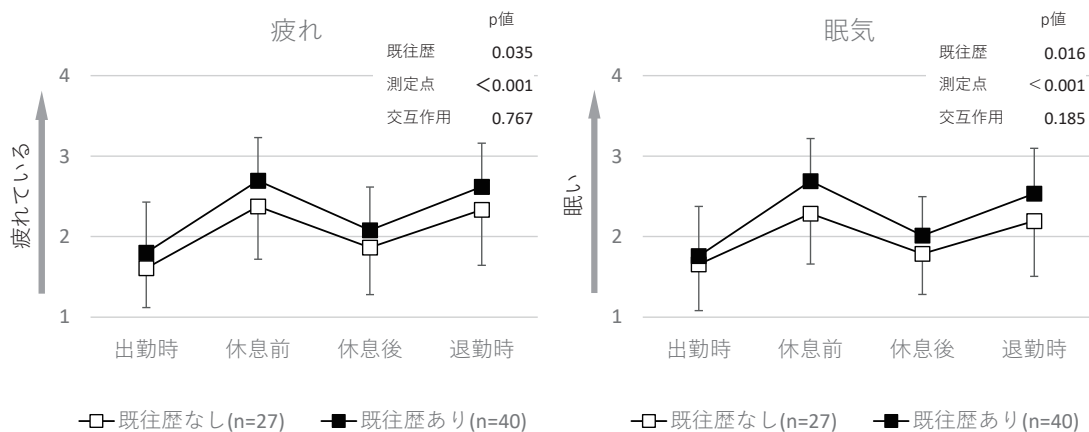 疲れ
p値
既往歴 0.035
測定点 <0.001
交互作用 0.767
4
3
2
1
疲れている
出勤時 休息前 休息後 退勤時
既往歴なし(n=27) 既往歴あり(n=40)
眠気
p値
既往歴 0.016
測定点 <0.001
交互作用 0.185
4
3
2
1
眠い
出勤時 休息前 休息後 退勤時
既往歴なし(n=27) 既往歴あり(n=40)